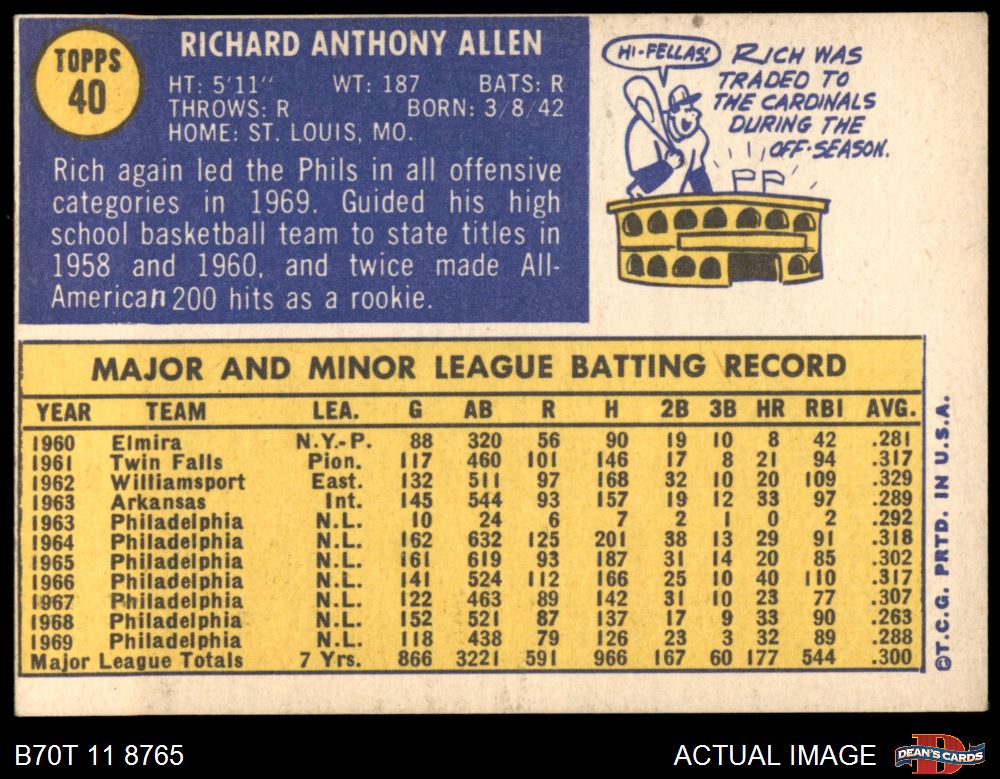 TOPPS
40
RICHARD ANTHONY ALLEN
HT: 5'11" WT: 187 BATS: R
THROWS: R BORN: 3/8/42
HOME: ST. LOUIS, MO.
Rich again led the Phils in all offensive
categories in 1969. Guided his high
school basketball team to state titles in
1958 and 1960, and twice made All-
American 200 hits as a rookie.
HI-FELLAS!
RICH WAS
TRADED TO
THE CARDINALS
DURING THE
OFF-SEASON.
MAJOR AND MINOR LEAGUE BATTING RECORD
YEAR TEAM LEA. G AB R H 2B 3B HR RBI AVG.
1960 Elmira N.Y.-P. 88 320 56 90 19 10 8 42 .281
1961 Twin Falls Pion. 117 460 101 146 17 8 21 94 .317
1962 Williamsport East. 132 511 97 168 32 10 20 109 .329
1963 Arkansas Int. 145 544 93 157 19 12 33 97 .289
1963 Philadelphia N.L. 10 24 6 7 2 1 0 2 .292
1964 Philadelphia N.L. 162 632 125 201 38 13 29 91 .318
1965 Philadelphia N.L. 161 619 93 187 31 14 20 85 .302
1966 Philadelphia N.L. 141 524 112 166 25 10 40 110 .317
1967 Philadelphia N.L. 122 463 89 142 31 10 23 77 .307
1968 Philadelphia N.L. 152 521 87 137 17 9 33 90 .263
1969 Philadelphia N.L. 118 438 79 126 23 3 32 89 .288
Major League Totals 7 Yrs. 866 3221 591 966 167 60 177 544 .300
©T.C.G. PRTD. IN U.S.A.
B70T 11 8765
ACTUAL IMAGE
D
DEAN'S CARDS